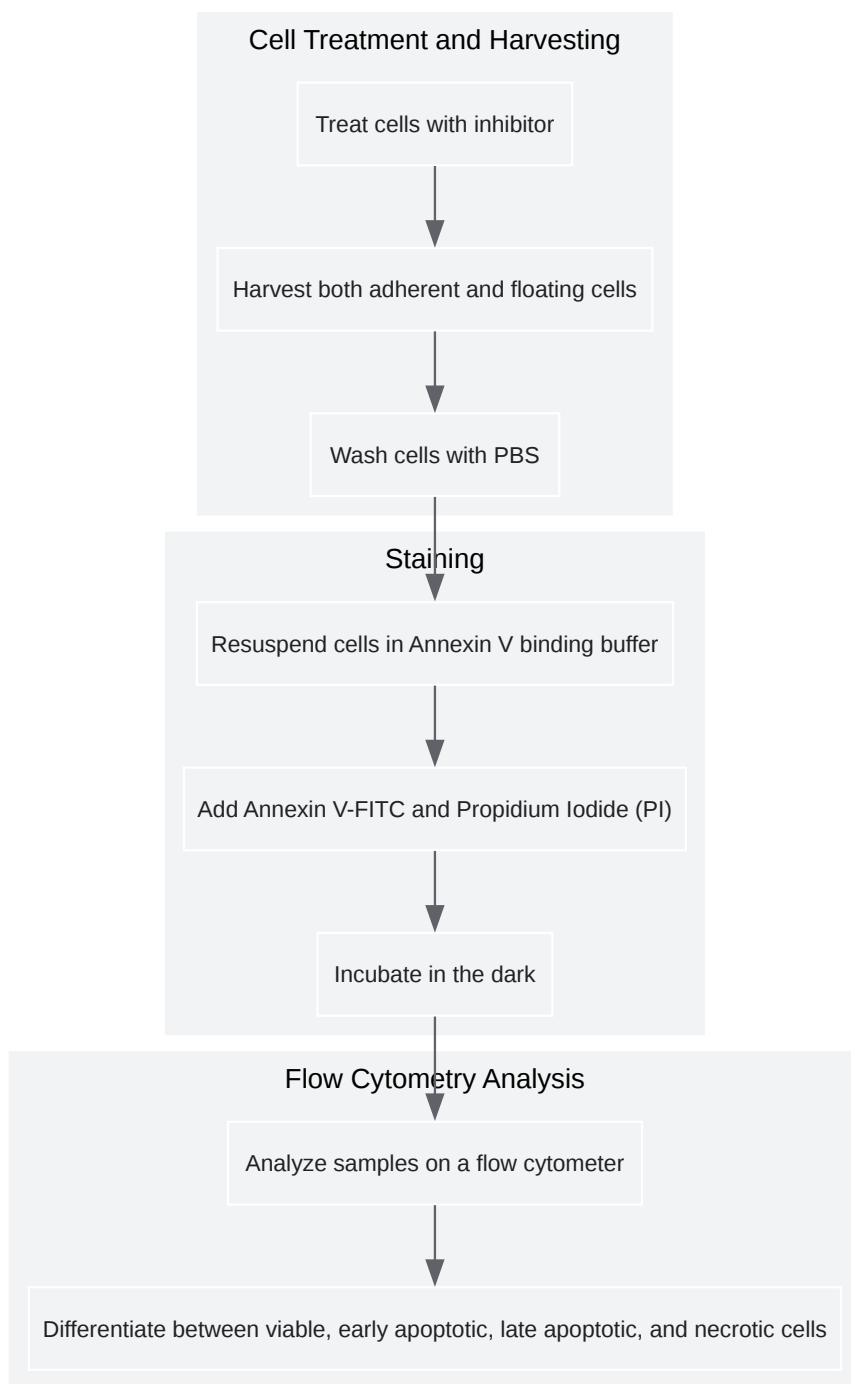 Cell Treatment and Harvesting
Treat cells with inhibitor
Harvest both adherent and floating cells
Wash cells with PBS
Staining
Resuspend cells in Annexin V binding buffer
Add Annexin V-FITC and Propidium Iodide (PI)
Incubate in the dark
Flow Cytometry Analysis
Analyze samples on a flow cytometer
Differentiate between viable, early apoptotic, late apoptotic, and necrotic cells